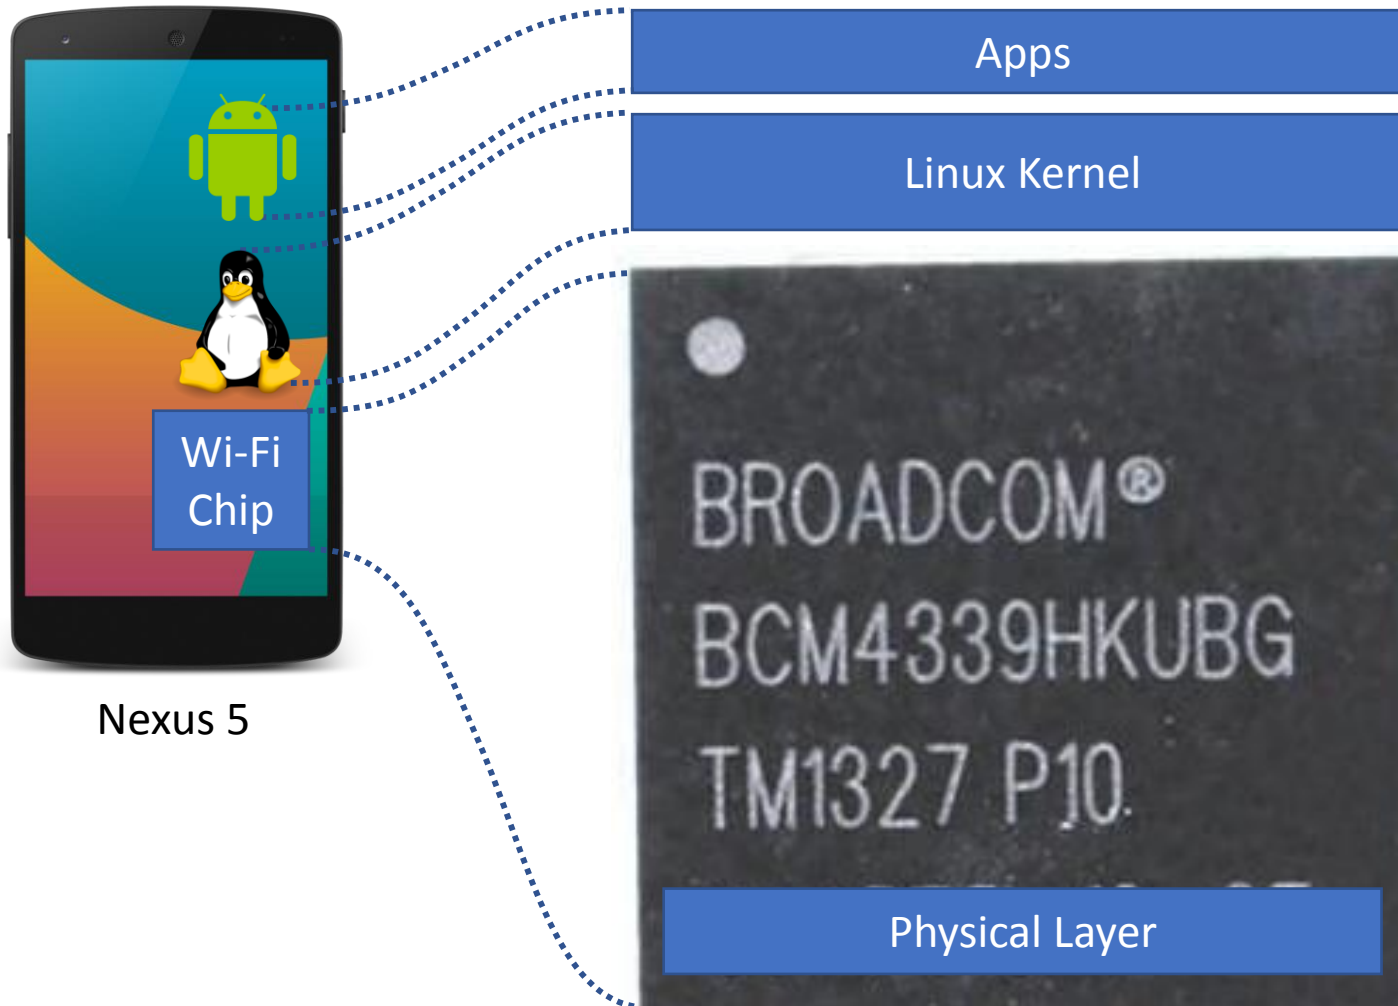 Wi-Fi
Chip
Nexus 5
Apps
Linux Kernel
BROADCOM®
BCM4339HKUBG
TM1327 P10
Physical Layer